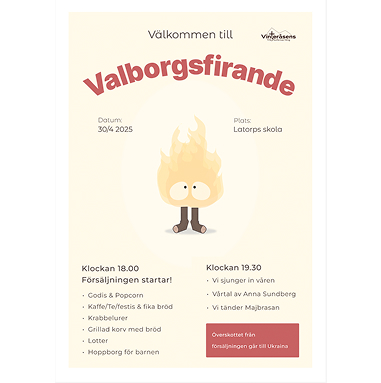 Välkommen till
Vinteråsens
Valborgsfirande
Datum:
30/4 2025
Plats:
Latorps skola
Klockan 18.00
Försäljningen startar!
• Godis & Popcorn
• Kaffe/Te/festis & fika bröd
• Krabbelurer
• Grillad korv med bröd
• Lotter
• Hoppborg för barnen
Klockan 19.30
• Vi sjunger in våren
• Vårtal av Anna Sundberg
• Vi tänder Majbrasan
Överskottet från
försäljningen går till Ukraina